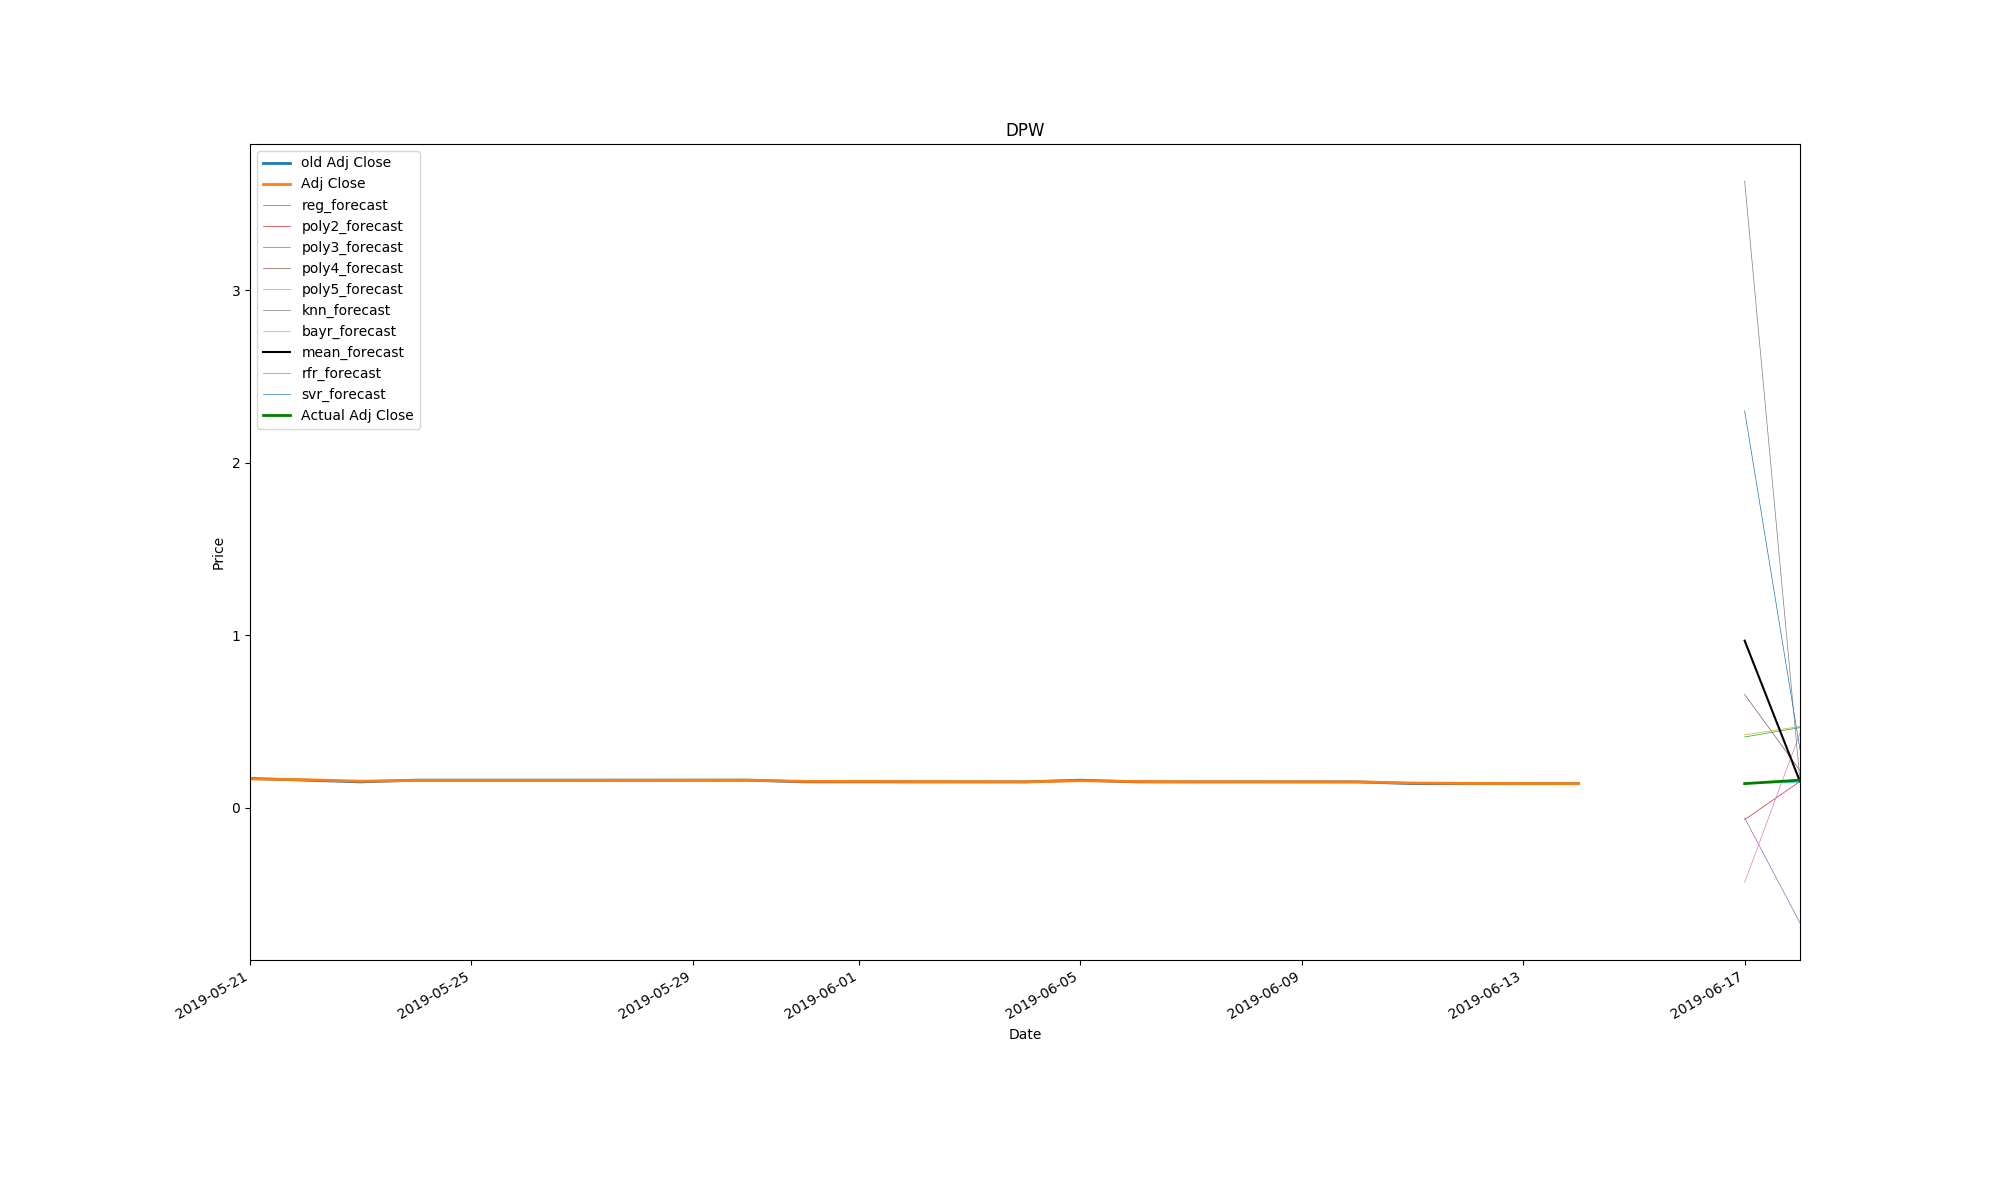 DPW
old Adj Close
Adj Close
reg_forecast
poly2_forecast
poly3_forecast
poly4_forecast
poly5_forecast
knn_forecast
bayr_forecast
mean_forecast
rfr_forecast
svr_forecast
Actual Adj Close
3
2
1
0
Price
2019-05-21
2019-05-25
2019-05-29
2019-06-01
2019-06-05
2019-06-09
2019-06-13
2019-06-17
Date